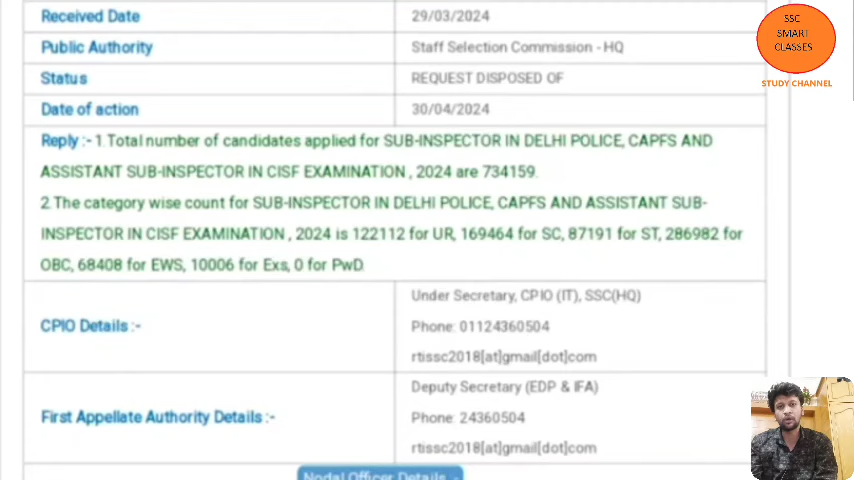 Received Date 29/03/2024
Public Authority Staff Selection Commission - HQ
Status REQUEST DISPOSED OF
Date of action 30/04/2024
Reply :- 1.Total number of candidates applied for SUB-INSPECTOR IN DELHI POLICE, CAPFS AND
ASSISTANT SUB-INSPECTOR IN CISF EXAMINATION , 2024 are 734159.
2.The category wise count for SUB-INSPECTOR IN DELHI POLICE, CAPFS AND ASSISTANT SUB-
INSPECTOR IN CISF EXAMINATION , 2024 is 122112 for UR, 169464 for SC, 87191 for ST, 286982 for
OBC, 68408 for EWS, 10006 for Exs, 0 for PwD.
CPIO Details :-
Under Secretary, CPIO (IT), SSC(HQ)
Phone: 01124360504
rtissc2018[at]gmail[dot]com
First Appellate Authority Details :-
Deputy Secretary (EDP & IFA)
Phone: 24360504
rtissc2018[at]gmail[dot]com
Nodal Officer Details :-
SSC
SMART
CLASSES
STUDY CHANNEL